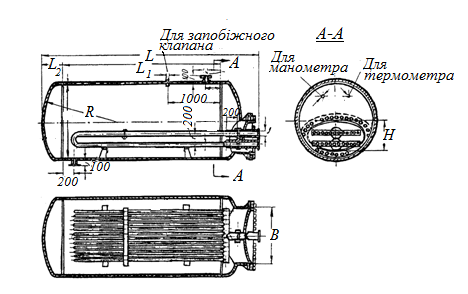 Для запобіжного
клапана
А-А
L
A
L2
L1
Для
манометра
Для
термометра
R
1000
200
200
H
100
200
A
B